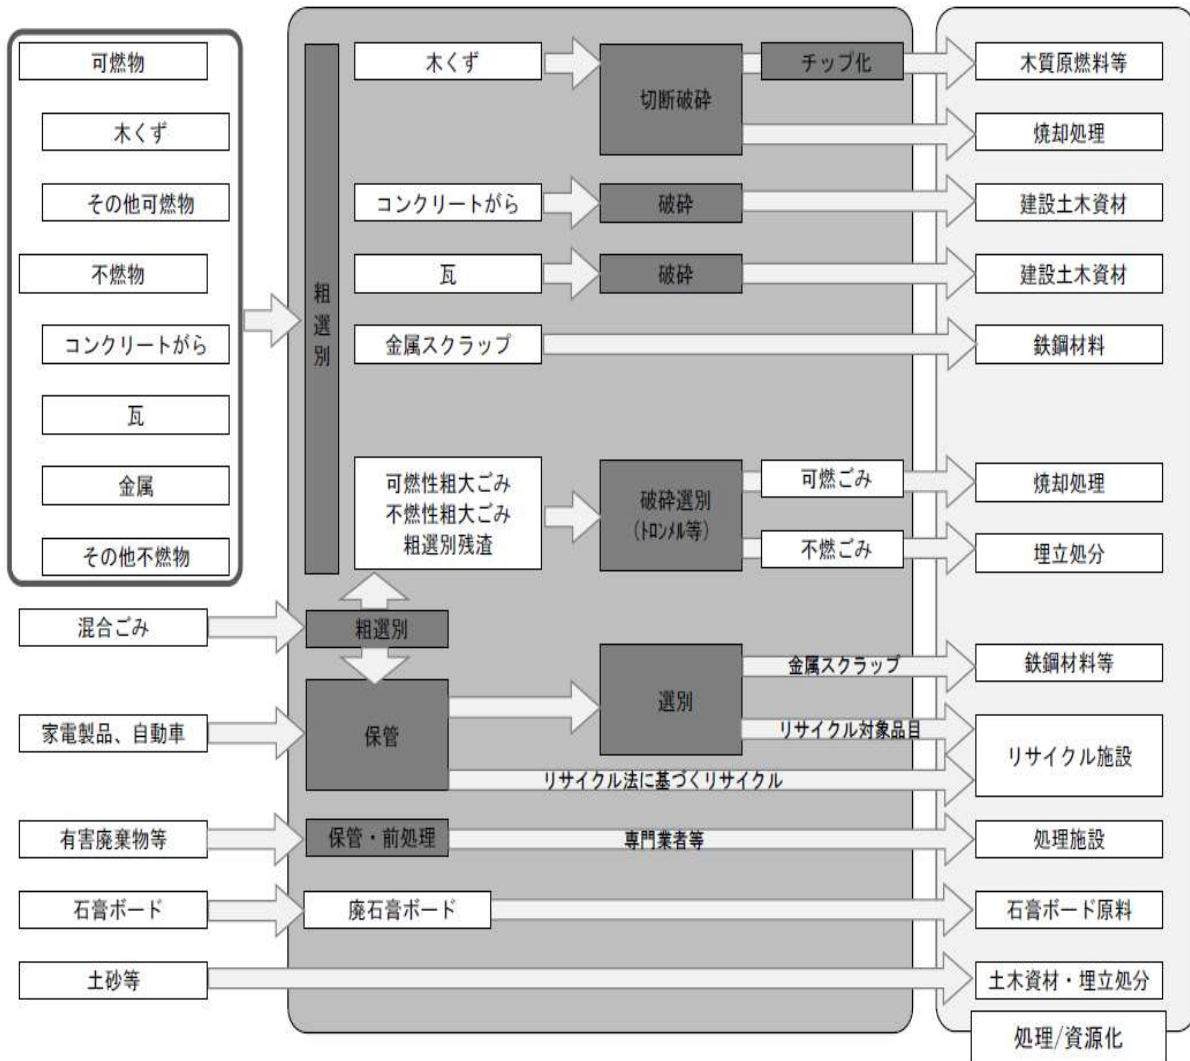 可燃物
木くず
その他可燃物
不燃物
コンクリートがら
瓦
金属
その他不燃物
混合ごみ
家電製品、自動車
有害廃棄物等
石膏ボード
土砂等
粗選別
木くず
切断破砕
チップ化
コンクリートがら
破砕
瓦
破砕
金属スクラップ
可燃性粗大ごみ
不燃性粗大ごみ
粗選別残渣
破砕選別
(トロンメル等)
可燃ごみ
不燃ごみ
粗選別
保管
選別
金属スクラップ
リサイクル対象品目
リサイクル法に基づくリサイクル
保管・前処理
専門業者等
廃石膏ボード
木質原燃料等
焼却処理
建設土木資材
建設土木資材
鉄鋼材料
焼却処理
埋立処分
鉄鋼材料等
リサイクル施設
処理施設
石膏ボード原料
土木資材・埋立処分
処理/資源化